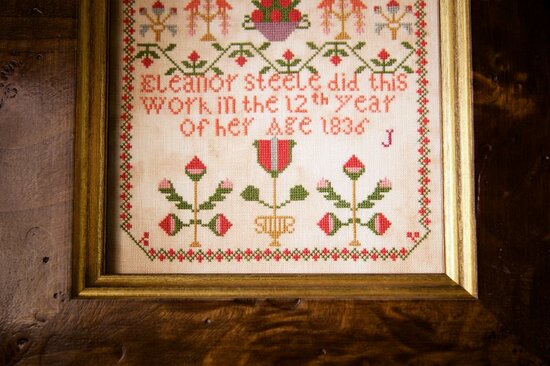 Eleanor Steele did this
Work in the 12th Year
Of her Age 1836
J